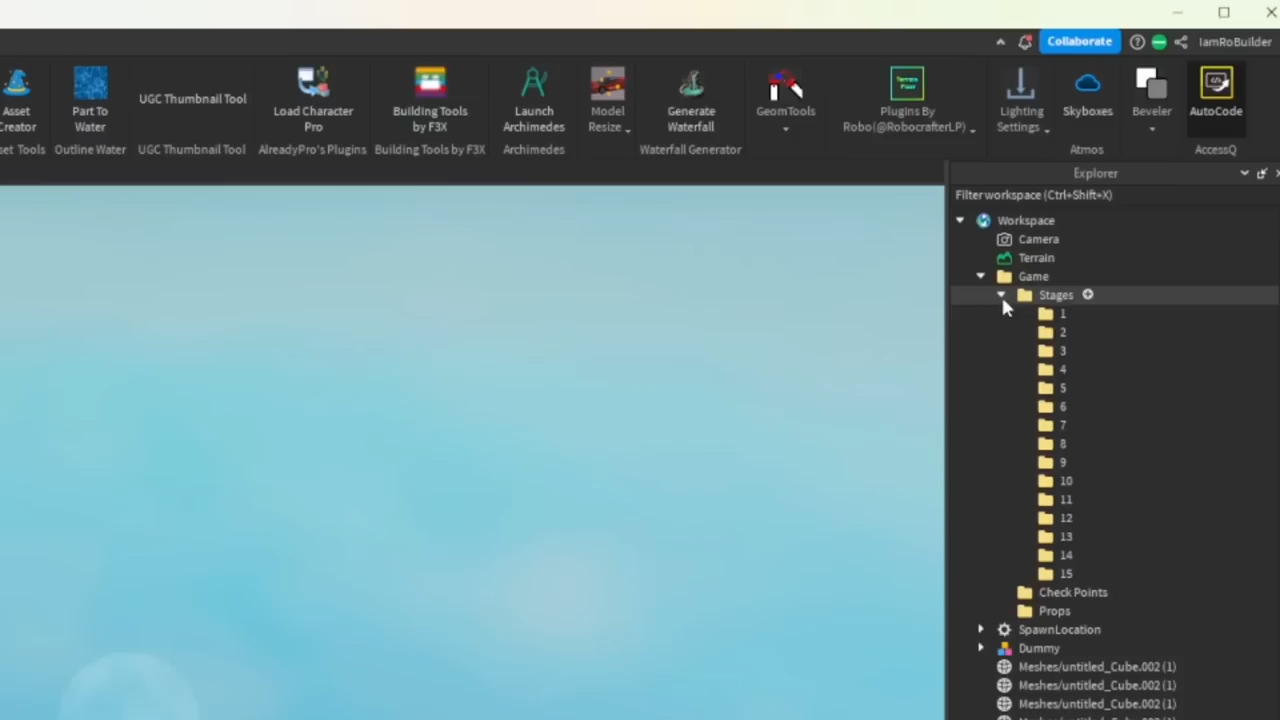 Collaborate
IamRoBuilder
Asset
Creator
Part To
Water
UGC Thumbnail Tool
Load Character
Pro
Building Tools
by F3X
Launch
Archimedes
Model
Resize
Generate
Waterfall
GeomTools
Terrain
Floor
Plugins By
Robo(@RobocrafterLP)
Lighting
Settings
Skyboxes
Beveler
AutoCode
et Tools
Outline Water
UGC Thumbnail Tool
AlreadyPro's Plugins
Building Tools by F3X
Archimedes
Waterfall Generator
Atmos
AccessQ
Explorer
Filter workspace (Ctrl+Shift+X)
Workspace
Camera
Terrain
Game
Stages
1
2
3
4
5
6
7
8
9
10
11
12
13
14
15
Check Points
Props
SpawnLocation
Dummy
Meshes/untitled_Cube.002 (1)
Meshes/untitled_Cube.002 (1)
Meshes/untitled_Cube.002 (1)